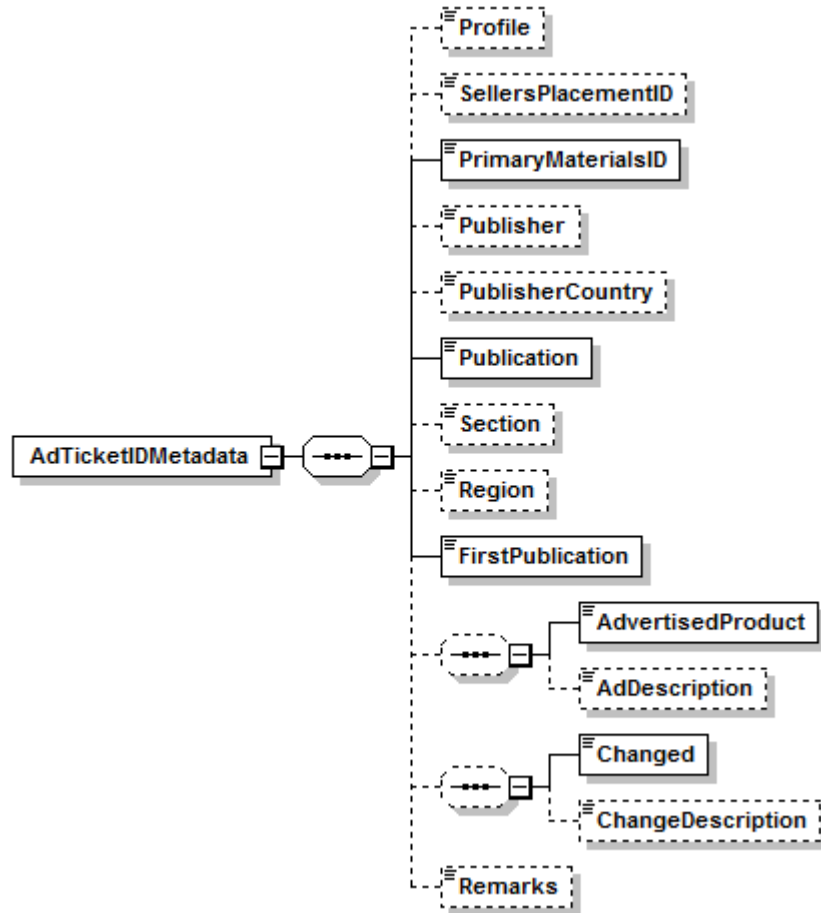 Profile
SellersPlacementID
PrimaryMaterialsID
Publisher
PublisherCountry
Publication
AdTicketIDMetadata
Section
Region
FirstPublication
AdvertisedProduct
AdDescription
Changed
ChangeDescription
Remarks